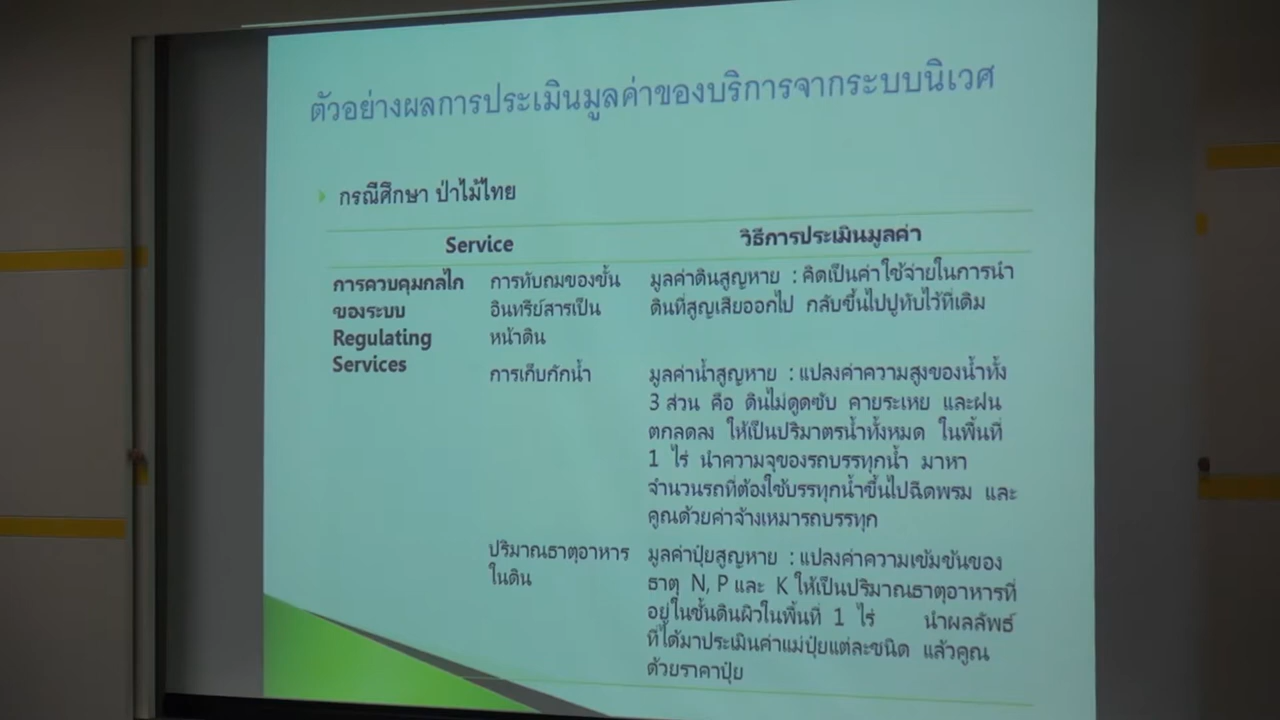 ตัวอย่างผลการประเมินมูลค่าของบริการจากระบบนิเวศ
กรณีศึกษา ป่าไม้ไทย
Service
วิธีการประเมินมูลค่า
การควบคุมกลไก
ของระบบ
Regulating
Services
การทับถมของชั้น
อินทรีย์สารเป็น
หน้าดิน
มูลค่าดินสูญหาย : คิดเป็นค่าใช้จ่ายในการนำ
ดินที่สูญเสียออกไป กลับขึ้นไปปูทับไว้ที่เดิม
การเก็บกักน้ำ
มูลค่าน้ำสูญหาย : แปลงค่าความสูงของน้ำทั้ง
3 ส่วน คือ ดินไม่ดูดซับ คายระเหย และฝน
ตกลดลง ให้เป็นปริมาตรน้ำทั้งหมด ในพื้นที่
1 ไร่ นำความจุของรถบรรทุกน้ำ มาหา
จำนวนรถที่ต้องใช้บรรทุกน้ำขึ้นไปฉีดพรม และ
คูณด้วยค่าจ้างเหมารถบรรทุก
ปริมาณธาตุอาหาร
ในดิน
มูลค่าปุ๋ยสูญหาย : แปลงค่าความเข้มข้นของ
ธาตุ N, P และ K ให้เป็นปริมาณธาตุอาหารที่
อยู่ในชั้นดินผิวในพื้นที่ 1 ไร่ นำผลลัพธ์
ที่ได้มาประเมินค่าแม่ปุ๋ยแต่ละชนิด แล้วคูณ
ด้วยราคาปุ๋ย